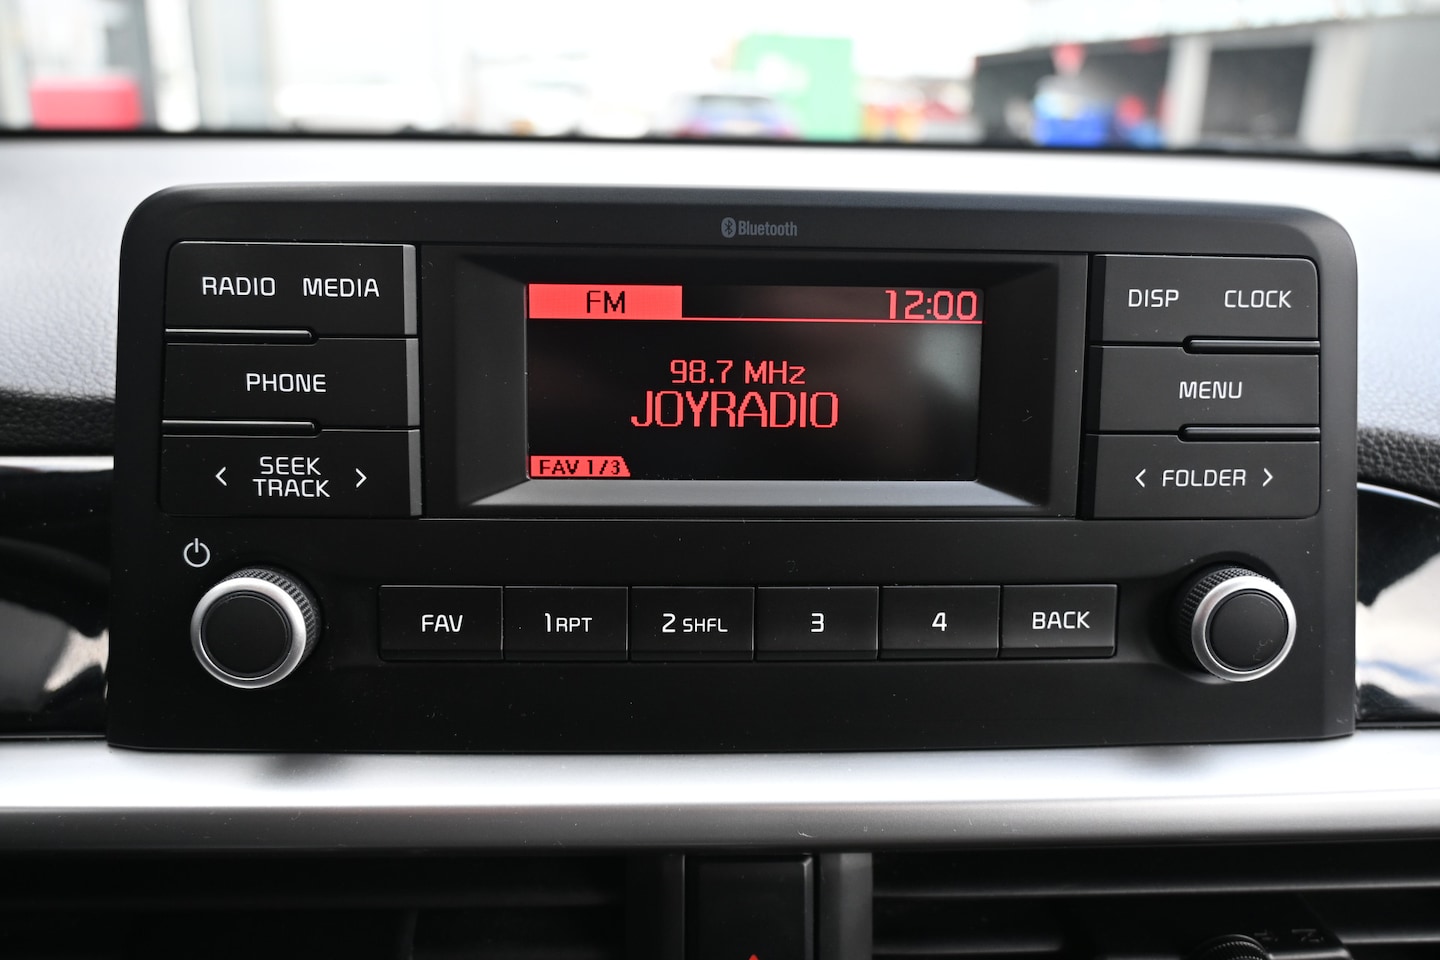 Bluetooth
RADIO MEDIA
PHONE
< SEEK TRACK >
FM 12:00
98.7 MHz
JOYRADIO
FAV 1/3
DISP CLOCK
MENU
< FOLDER >
FAV 1 RPT 2 SHFL 3 4 BACK